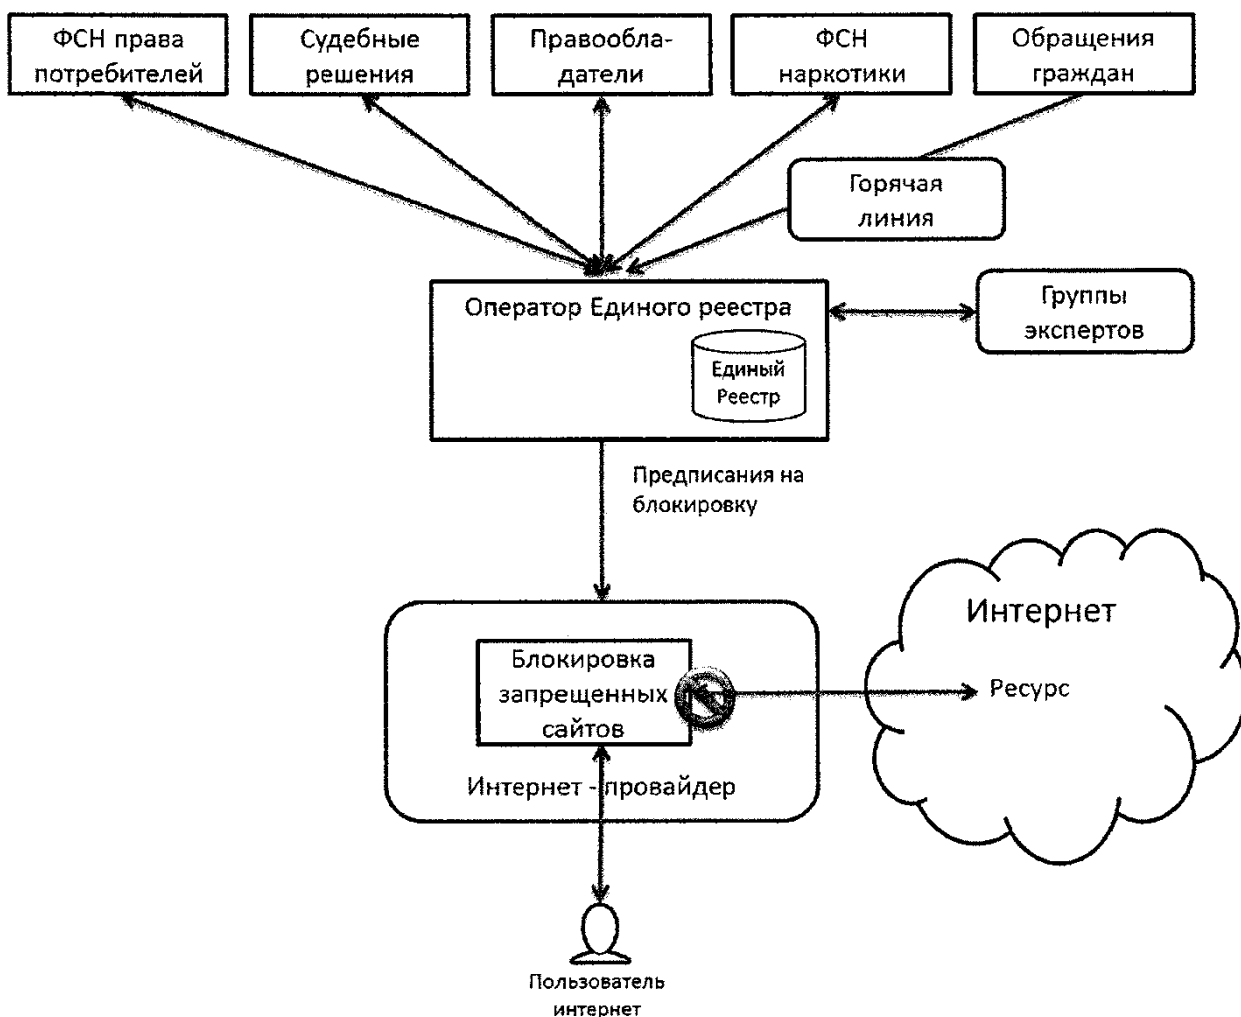 ФСН права
потребителей
Судебные
решения
Правообла-
датели
ФСН
наркотики
Обращения
граждан
Горячая
линия
Оператор Единого реестра
Единый
Реестр
Группы
экспертов
Предписания на
блокировку
Интернет
Ресурс
Блокировка
запрещенных
сайтов
Интернет - провайдер
Пользователь
интернет